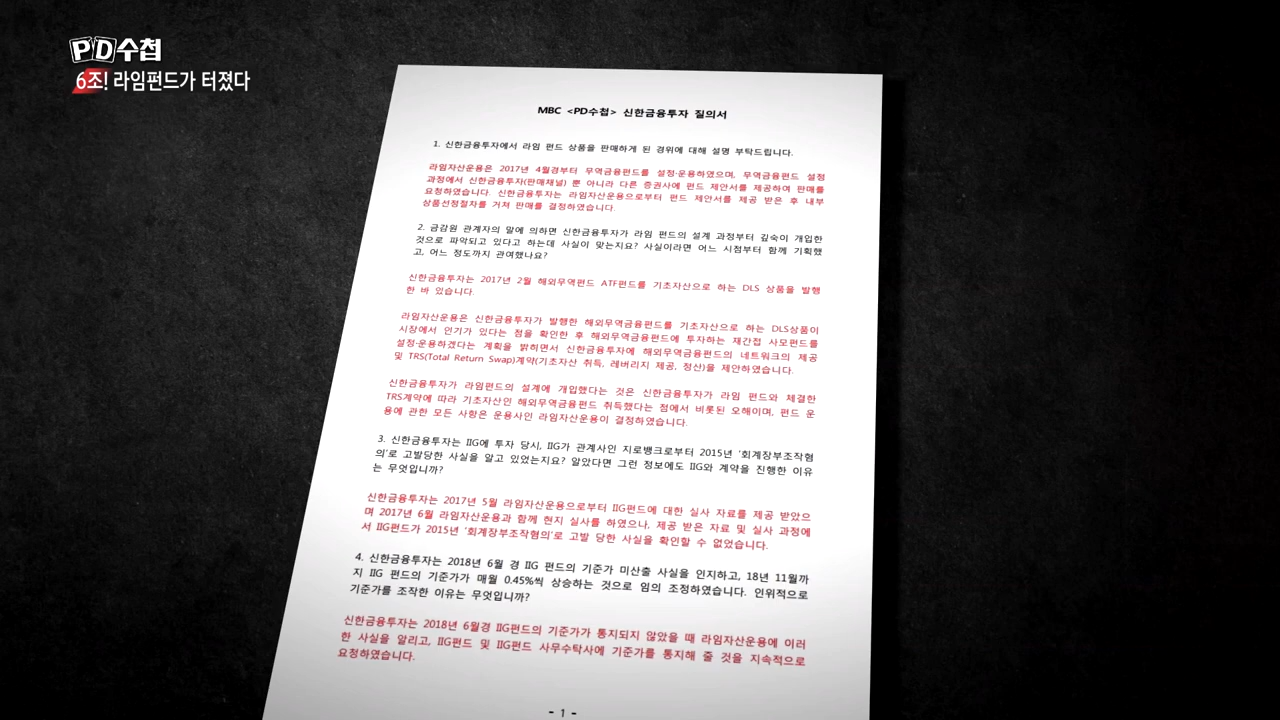 PD수첩
6조! 라임펀드가 터졌다
MBC <PD수첩> 신한금융투자 질의서
1. 신한금융투자에서 라임 펀드 상품을 판매하게 된 경위에 대해 설명 부탁드립니다.
라임자산운용은 2017년 4월경부터 무역금융펀드를 설정·운용하였으며, 무역금융펀드 설정
과정에서 신한금융투자(판매채널) 뿐 아니라 다른 증권사에 펀드 제안서를 제공하여 판매를
요청하였습니다. 신한금융투자는 라임자산운용으로부터 펀드 제안서를 제공 받은 후 내부
상품선정절차를 거쳐 판매를 결정하였습니다.
2. 금감원 관계자의 말에 의하면 신한금융투자가 라임 펀드의 설계 과정부터 깊숙이 개입한
것으로 파악되고 있다고 하는데 사실이 맞는지요? 사실이라면 어느 시점부터 함께 기획했
고, 어느 정도까지 관여했나요?
신한금융투자는 2017년 2월 해외무역펀드 ATF펀드를 기초자산으로 하는 DLS 상품을 발행
한 바 있습니다.
라임자산운용은 신한금융투자가 발행한 해외무역금융펀드를 기초자산으로 하는 DLS상품이
시장에서 인기가 있다는 점을 확인한 후 해외무역금융펀드에 투자하는 재간접 사모펀드를
설정·운용하겠다는 계획을 밝히면서 신한금융투자에 해외무역금융펀드의 네트워크의 제공
및 TRS(Total Return Swap)계약(기초자산 취득, 레버리지 제공, 정산)을 제안하였습니다.
신한금융투자가 라임펀드의 설계에 개입했다는 것은 신한금융투자가 라임 펀드와 체결한
TRS계약에 따라 기초자산인 해외무역금융펀드 취득했다는 점에서 비롯된 오해이며, 펀드 운
용에 관한 모든 사항은 운용사인 라임자산운용이 결정하였습니다.
3. 신한금융투자는 IIG에 투자 당시, IIG가 관계사인 지로뱅크로부터 2015년 '회계장부조작혐
의'로 고발당한 사실을 알고 있었는지요? 알았다면 그런 정보에도 IIG와 계약을 진행한 이유
는 무엇입니까?
신한금융투자는 2017년 5월 라임자산운용으로부터 IIG펀드에 대한 실사 자료를 제공 받았으
며 2017년 6월 라임자산운용과 함께 현지 실사를 하였으나, 제공 받은 자료 및 실사 과정에
서 IIG펀드가 2015년 '회계장부조작혐의'로 고발 당한 사실을 확인할 수 없었습니다.
4. 신한금융투자는 2018년 6월 경 IIG 펀드의 기준가 미산출 사실을 인지하고, 18년 11월까
지 IIG 펀드의 기준가가 매월 0.45%씩 상승하는 것으로 임의 조정하였습니다. 인위적으로
기준가를 조작한 이유는 무엇입니까?
신한금융투자는 2018년 6월경 IIG펀드의 기준가가 통지되지 않았을 때 라임자산운용에 이러
한 사실을 알리고, IIG펀드 및 IIG펀드 사무수탁사에 기준가를 통지해 줄 것을 지속적으로
요청하였습니다.
- 1 -